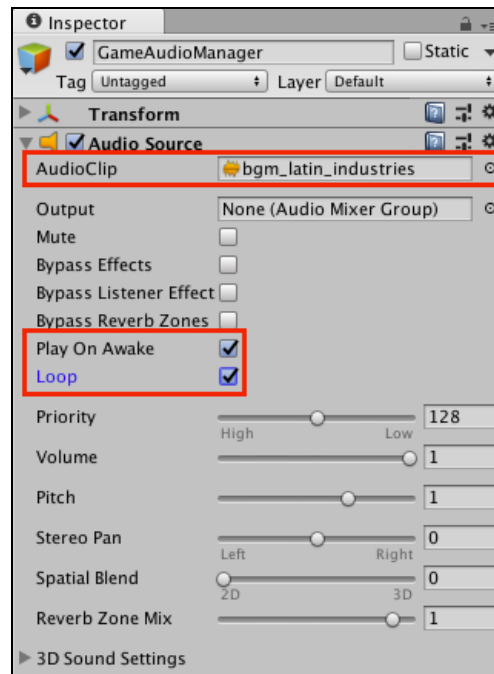 Inspector
GameAudioManager Static
Tag Untagged Layer Default
Transform
Audio Source
AudioClip bgm_latin_industries
Output None (Audio Mixer Group)
Mute
Bypass Effects
Bypass Listener Effect
Bypass Reverb Zones
Play On Awake
Loop
Priority 128
High Low
Volume 1
Pitch 1
Stereo Pan 0
Left Right
Spatial Blend 0
2D 3D
Reverb Zone Mix 1
3D Sound Settings